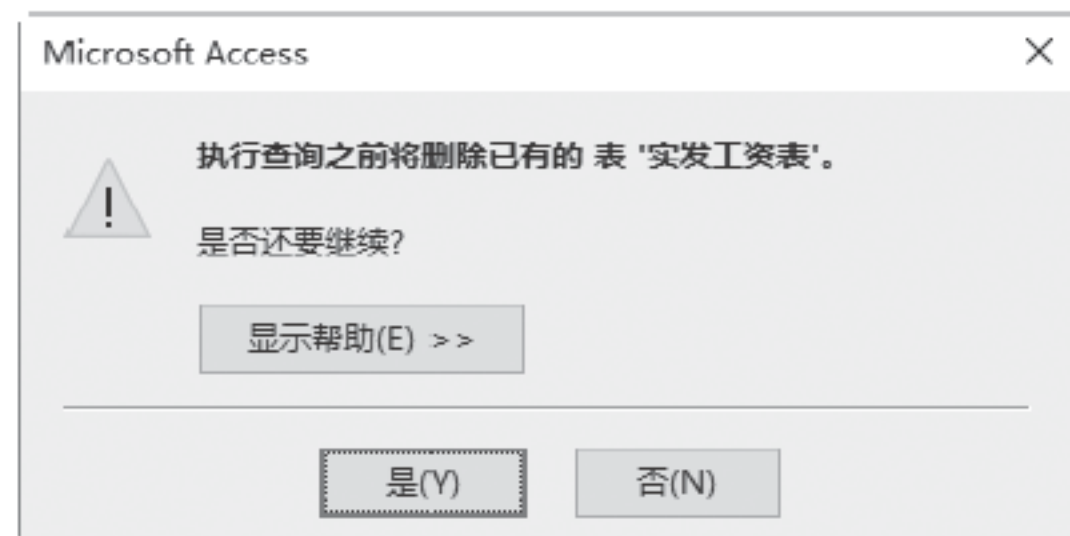 Microsoft Access
执行查询之前将删除已有的 表 '实发工资表'。
!
是否还要继续?
显示帮助(E) >>
是(Y) 否(N)